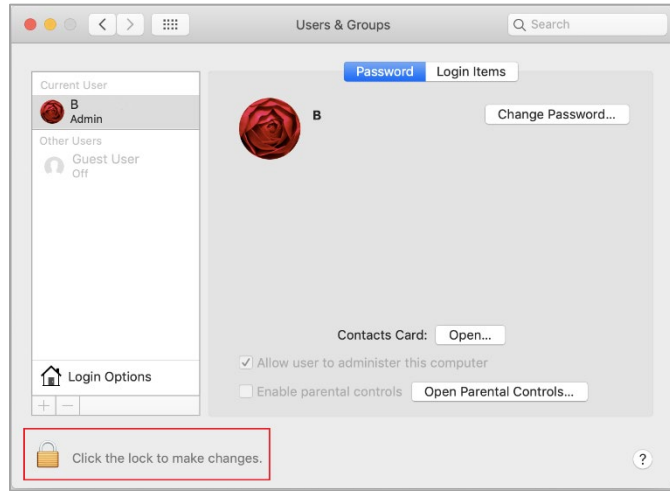 Users & Groups
Search
Password
Login Items
Current User
B
Admin
Other Users
Guest User
Off
Login Options
+ −
B
Change Password...
Contacts Card:
Open...
Allow user to administer this computer
Enable parental controls
Open Parental Controls...
Click the lock to make changes.
?